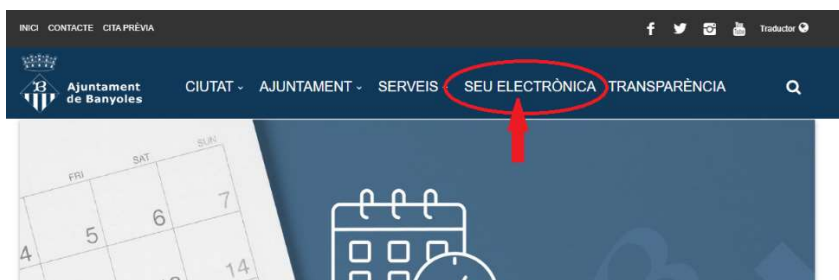 INICI CONTACTE CITA PRÈVIA Traductor
Ajuntament
de Banyoles
CIUTAT AJUNTAMENT SERVEIS SEU ELECTRÒNICA TRANSPARÈNCIA
SUN
SAT
FRI
7
6
5
4
14